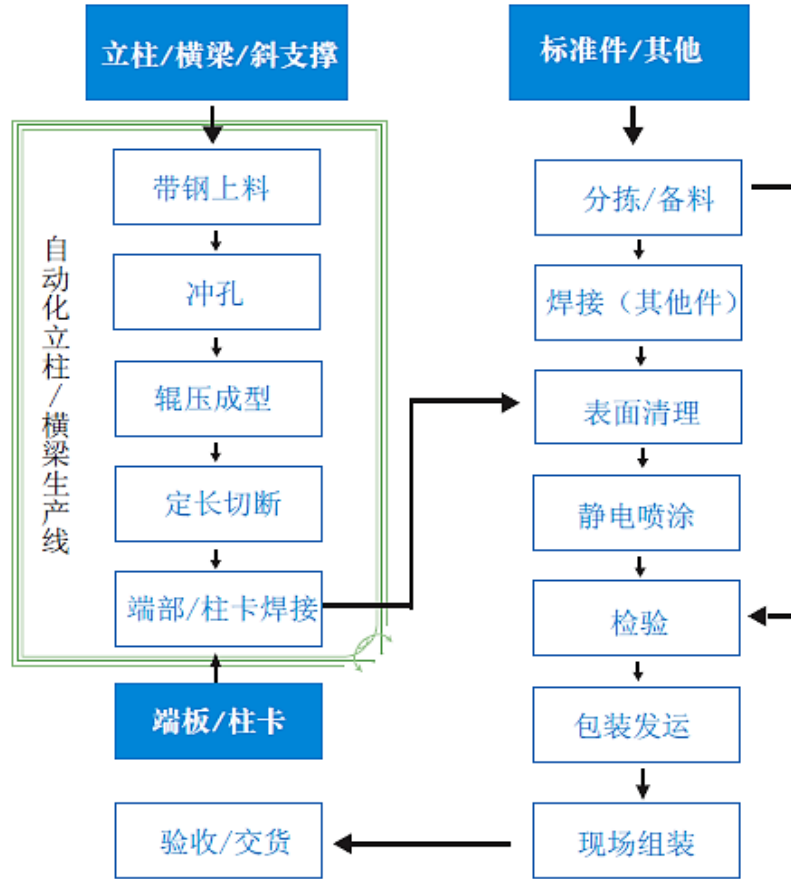 立柱/横梁/斜支撑
自动化立柱/横梁生产线
带钢上料
冲孔
辊压成型
定长切断
端部/柱卡焊接
端板/柱卡
标准件/其他
分拣/备料
焊接（其他件）
表面清理
静电喷涂
检验
包装发运
现场组装
验收/交货